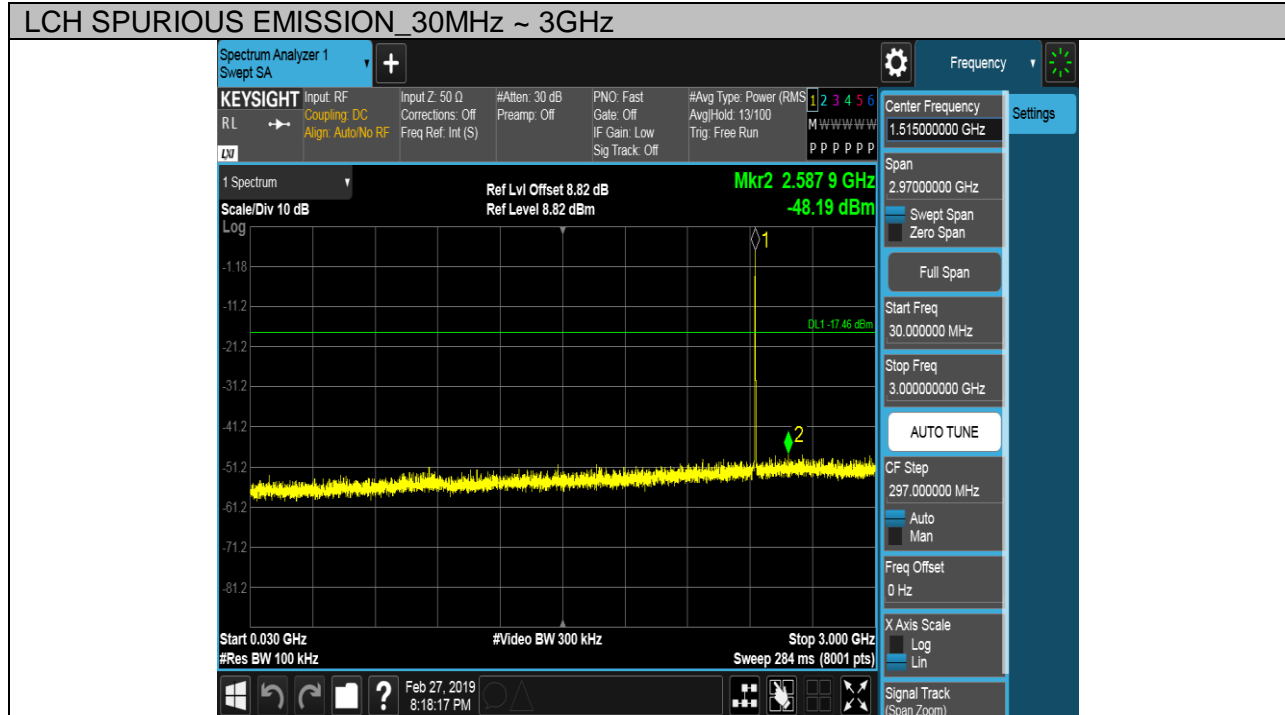 LCH SPURIOUS EMISSION_30MHz ~ 3GHz
Spectrum Analyzer 1
Swept SA
Frequency
KEYSIGHT
RL
LXI
Input: RF
Coupling: DC
Align: Auto/No RF
Input Z: 50 Ω
Corrections: Off
Freq Ref: Int (S)
#Atten: 30 dB
Preamp: Off
PNO: Fast
Gate: Off
IF Gain: Low
Sig Track: Off
#Avg Type: Power (RMS
Avg|Hold: 13/100
Trig: Free Run
1 2 3 4 5 6
M W W W W W
P P P P P P
1 Spectrum
Scale/Div 10 dB
Log
Ref Lvl Offset 8.82 dB
Ref Level 8.82 dBm
Mkr2 2.587 9 GHz
-48.19 dBm
1
-1.18
-11.2
DL1 -17.46 dBm
-21.2
-31.2
-41.2
2
-51.2
-61.2
-71.2
-81.2
Start 0.030 GHz
#Res BW 100 kHz
#Video BW 300 kHz
Stop 3.000 GHz
Sweep 284 ms (8001 pts)
Feb 27, 2019
8:18:17 PM
Center Frequency
1.515000000 GHz
Settings
Span
2.97000000 GHz
Swept Span
Zero Span
Full Span
Start Freq
30.000000 MHz
Stop Freq
3.000000000 GHz
AUTO TUNE
CF Step
297.000000 MHz
Auto
Man
Freq Offset
0 Hz
X Axis Scale
Log
Lin
Signal Track
(Span Zoom)